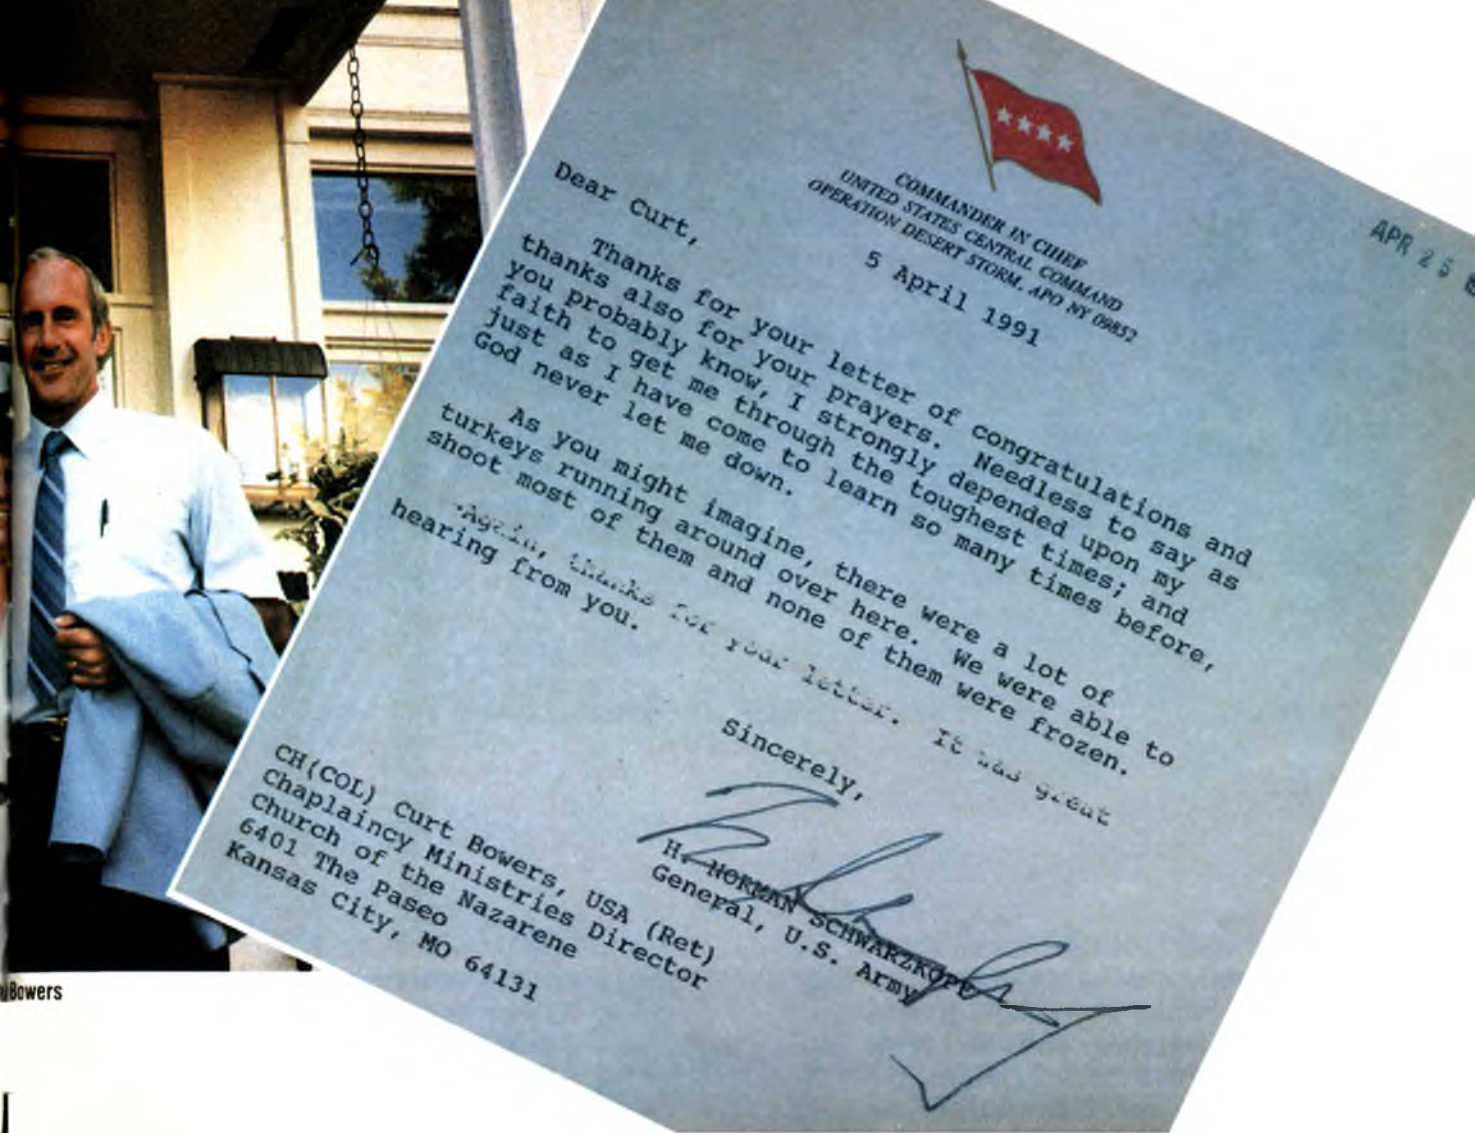 COMMANDER IN CHIEF
UNITED STATES CENTRAL COMMAND
OPERATION DESERT STORM, APO NY 09852
APR 25
5 April 1991
Dear Curt,
Thanks for your letter of congratulations and
thanks also for your prayers. Needless to say as
you probably know, I strongly depended upon my
faith to get me through the toughest times; and
just as I have come to learn so many times before,
God never let me down.
As you might imagine, there were a lot of
turkeys running around over here. We were able to
shoot most of them and none of them were frozen.
Again, thanks for your letter. It was great
hearing from you.
Sincerely,
H. NORMAN SCHWARZKOPF
General, U.S. Army
CH(COL) Curt Bowers, USA (Ret)
Chaplaincy Ministries Director
Church of the Nazarene
6401 The Paseo
Kansas City, MO 64131
Bowers